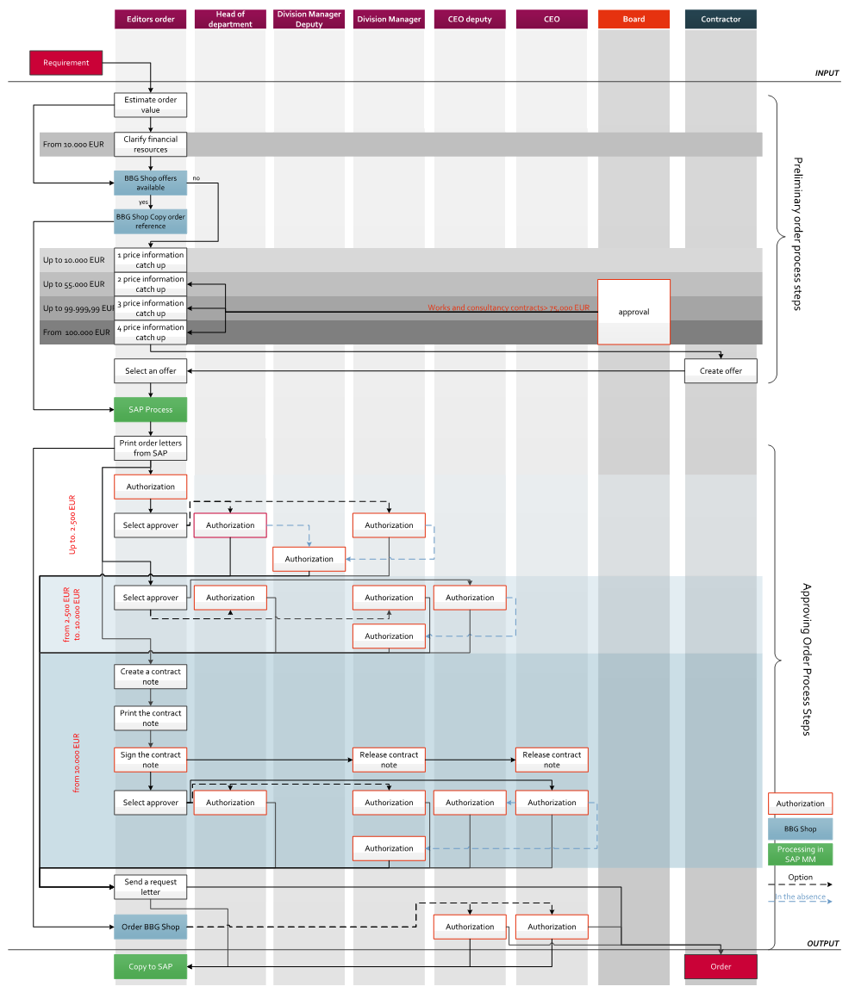 Editors order
Head of
department
Division Manager
Deputy
Division Manager
CEO deputy
CEO
Board
Contractor
Requirement
INPUT
Estimate order
value
From 10.000 EUR
Clarify financial
resources
BBG Shop offers
available
no
yes
BBG Shop Copy order
reference
Up to 10.000 EUR
1 price information
catch up
Up to 55.000 EUR
2 price information
catch up
Up to 99.999,99 EUR
3 price information
catch up
Works and consultancy contracts> 75,000 EUR
approval
From 100.000 EUR
4 price information
catch up
Preliminary order process steps
Select an offer
Create offer
SAP Process
Print order letters
from SAP
Up to. 2.500 EUR
Authorization
Select approver
Authorization
Authorization
Authorization
from 2.500 EUR
to. 10.000 EUR
Select approver
Authorization
Authorization
Authorization
Authorization
Approving Order Process Steps
from 10.000 EUR
Create a contract
note
Print the contract
note
Sign the contract
note
Release contract
note
Release contract
note
Select approver
Authorization
Authorization
Authorization
Authorization
Authorization
Authorization
BBG Shop
Processing in
SAP MM
Option
In the absence
Send a request
letter
Order BBG Shop
Authorization
Authorization
OUTPUT
Copy to SAP
Order